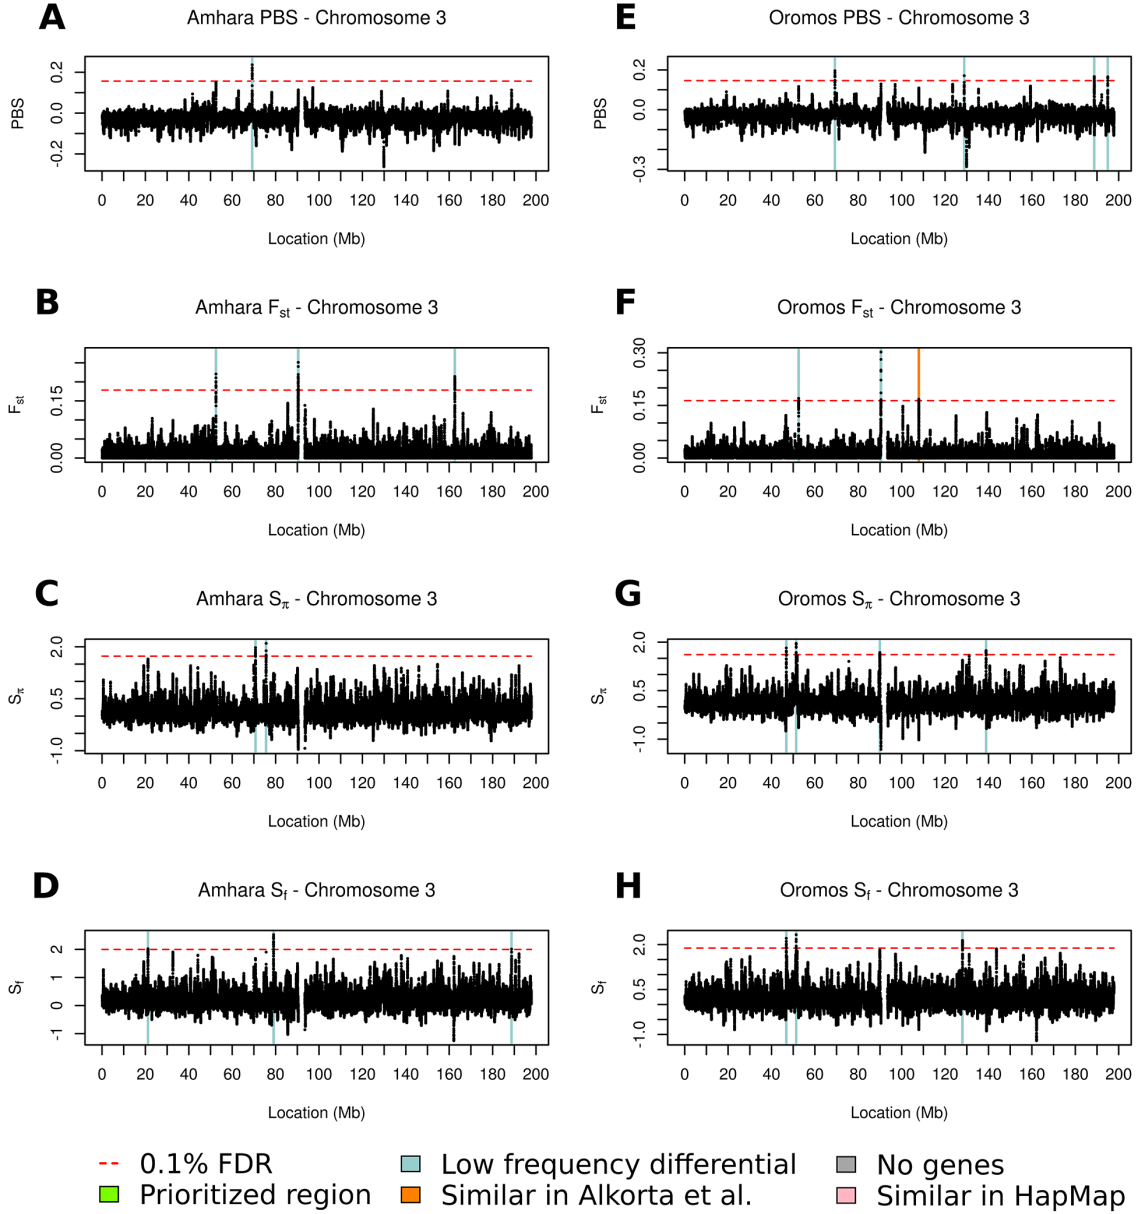 A
Amhara PBS - Chromosome 3
PBS
0.2
0.0
-0.2
0 20 40 60 80 100 120 140 160 180 200
Location (Mb)
E
Oromos PBS - Chromosome 3
PBS
0.2
0.0
-0.3
0 20 40 60 80 100 120 140 160 180 200
Location (Mb)
B
Amhara Fst - Chromosome 3
Fst
0.15
0.00
0 20 40 60 80 100 120 140 160 180 200
Location (Mb)
F
Oromos Fst - Chromosome 3
Fst
0.30
0.15
0.00
0 20 40 60 80 100 120 140 160 180 200
Location (Mb)
C
Amhara Sπ - Chromosome 3
Sπ
2.0
0.5
-1.0
0 20 40 60 80 100 120 140 160 180 200
Location (Mb)
G
Oromos Sπ - Chromosome 3
Sπ
2.0
0.5
-1.0
0 20 40 60 80 100 120 140 160 180 200
Location (Mb)
D
Amhara Sf - Chromosome 3
Sf
2
1
0
-1
0 20 40 60 80 100 120 140 160 180 200
Location (Mb)
H
Oromos Sf - Chromosome 3
Sf
2.0
0.5
-1.0
0 20 40 60 80 100 120 140 160 180 200
Location (Mb)
0.1% FDR
Low frequency differential
No genes
Prioritized region
Similar in Alkorta et al.
Similar in HapMap